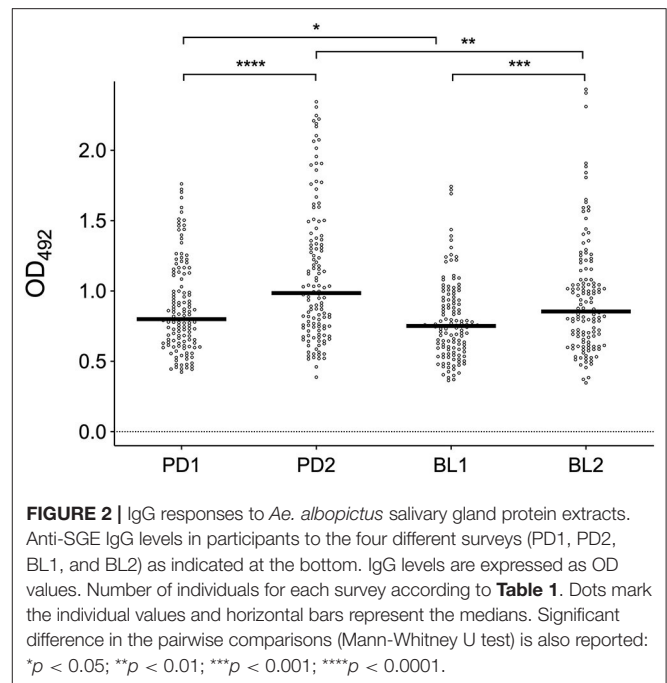 *
**
****
***
2.0
1.5
1.0
0.5
0.0
OD492
PD1 PD2 BL1 BL2
FIGURE 2 | IgG responses to Ae. albopictus salivary gland protein extracts.
Anti-SGE IgG levels in participants to the four different surveys (PD1, PD2,
BL1, and BL2) as indicated at the bottom. IgG levels are expressed as OD
values. Number of individuals for each survey according to Table 1. Dots mark
the individual values and horizontal bars represent the medians. Significant
difference in the pairwise comparisons (Mann-Whitney U test) is also reported:
*p < 0.05; **p < 0.01; ***p < 0.001; ****p < 0.0001.